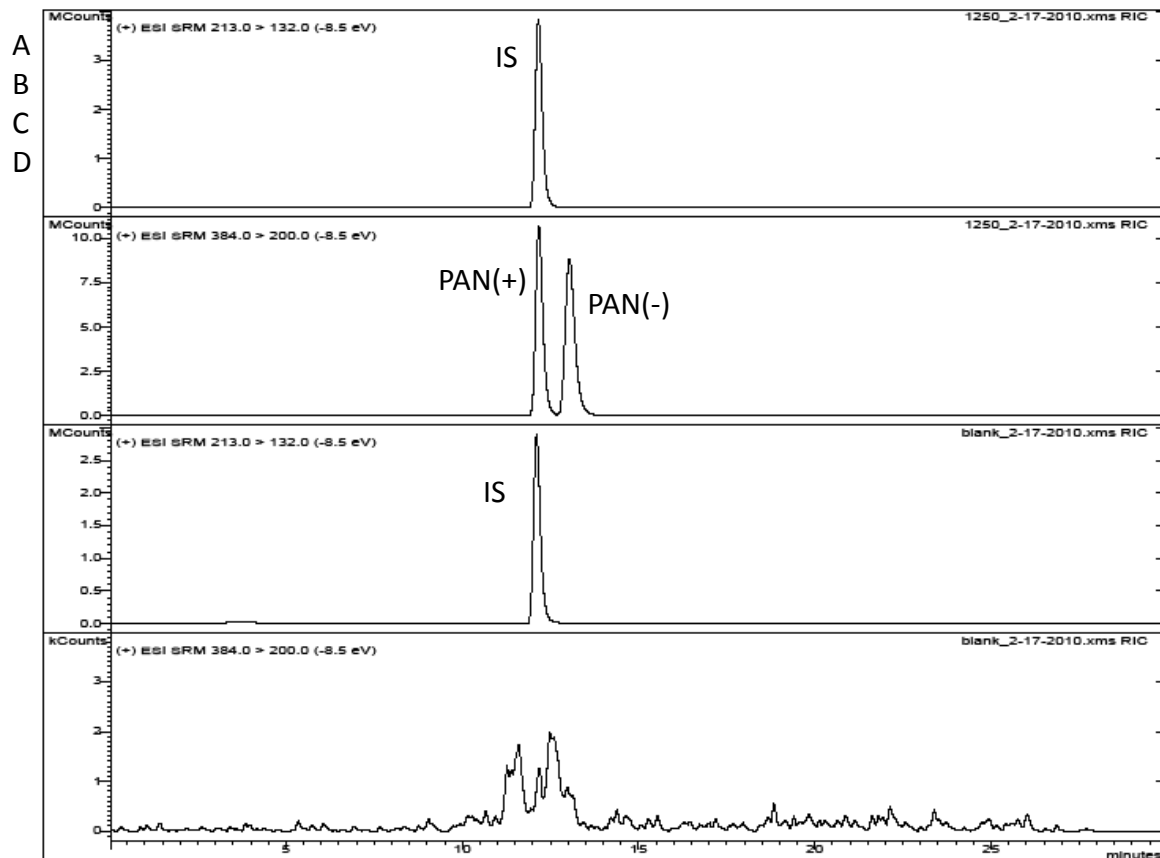 A
B
C
D
MCounts
(+) ESI SRM 213.0 > 132.0 (-8.5 eV)
1250_2-17-2010.xms RIC
IS
3
2
1
0
MCounts
(+) ESI SRM 384.0 > 200.0 (-8.5 eV)
1250_2-17-2010.xms RIC
PAN(+)
PAN(-)
10.0
7.5
5.0
2.5
0.0
MCounts
(+) ESI SRM 213.0 > 132.0 (-8.5 eV)
blank_2-17-2010.xms RIC
IS
2.5
2.0
1.5
1.0
0.5
0.0
kCounts
(+) ESI SRM 384.0 > 200.0 (-8.5 eV)
blank_2-17-2010.xms RIC
3
2
1
0
5 10 15 20 25
minutes